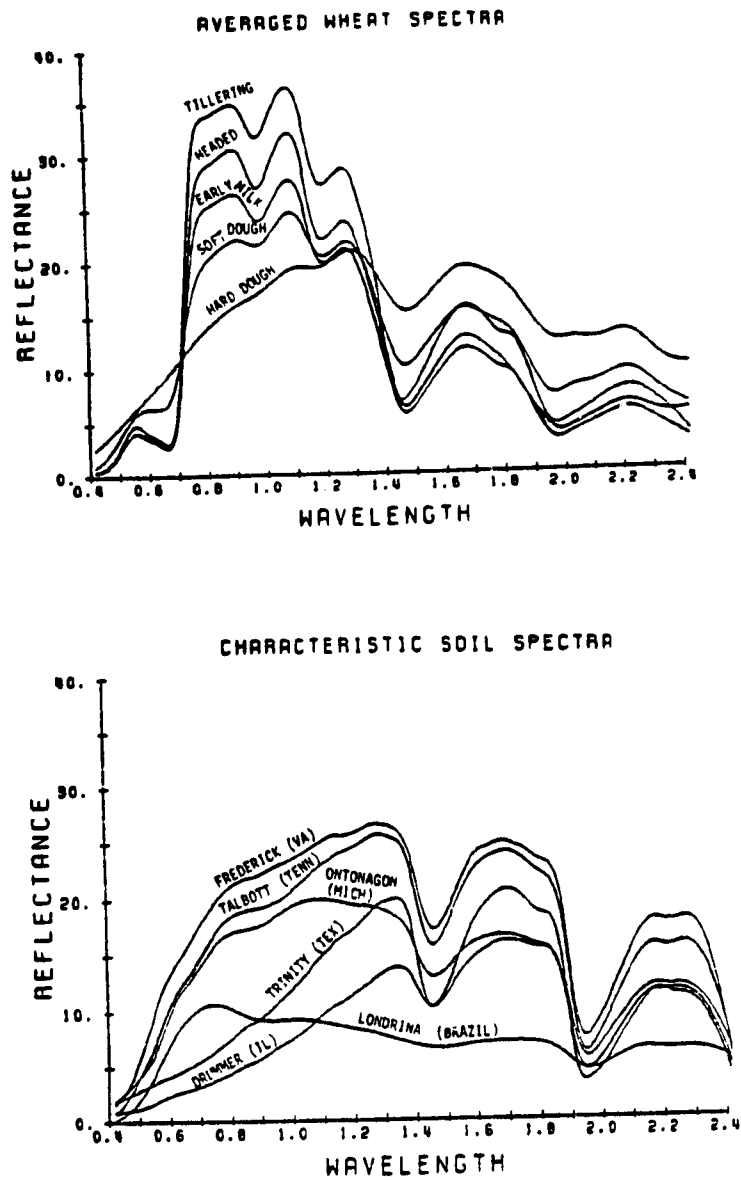 AVERAGED WHEAT SPECTRA
40.
30.
20.
10.
0.
REFLECTANCE
TILLERING
HEADED
EARLY MILK
SOFT DOUGH
HARD DOUGH
0.4 0.6 0.8 1.0 1.2 1.4 1.6 1.8 2.0 2.2 2.4
WAVELENGTH
CHARACTERISTIC SOIL SPECTRA
40.
30.
20.
10.
0.
REFLECTANCE
FREDERICK (VA)
TALBOTT (TENN)
ONTONAGON
(MICH)
TRINITY (TEX)
LONDRINA (BRAZIL)
DRUMMER (IL)
0.4 0.6 0.8 1.0 1.2 1.4 1.6 1.8 2.0 2.2 2.4
WAVELENGTH